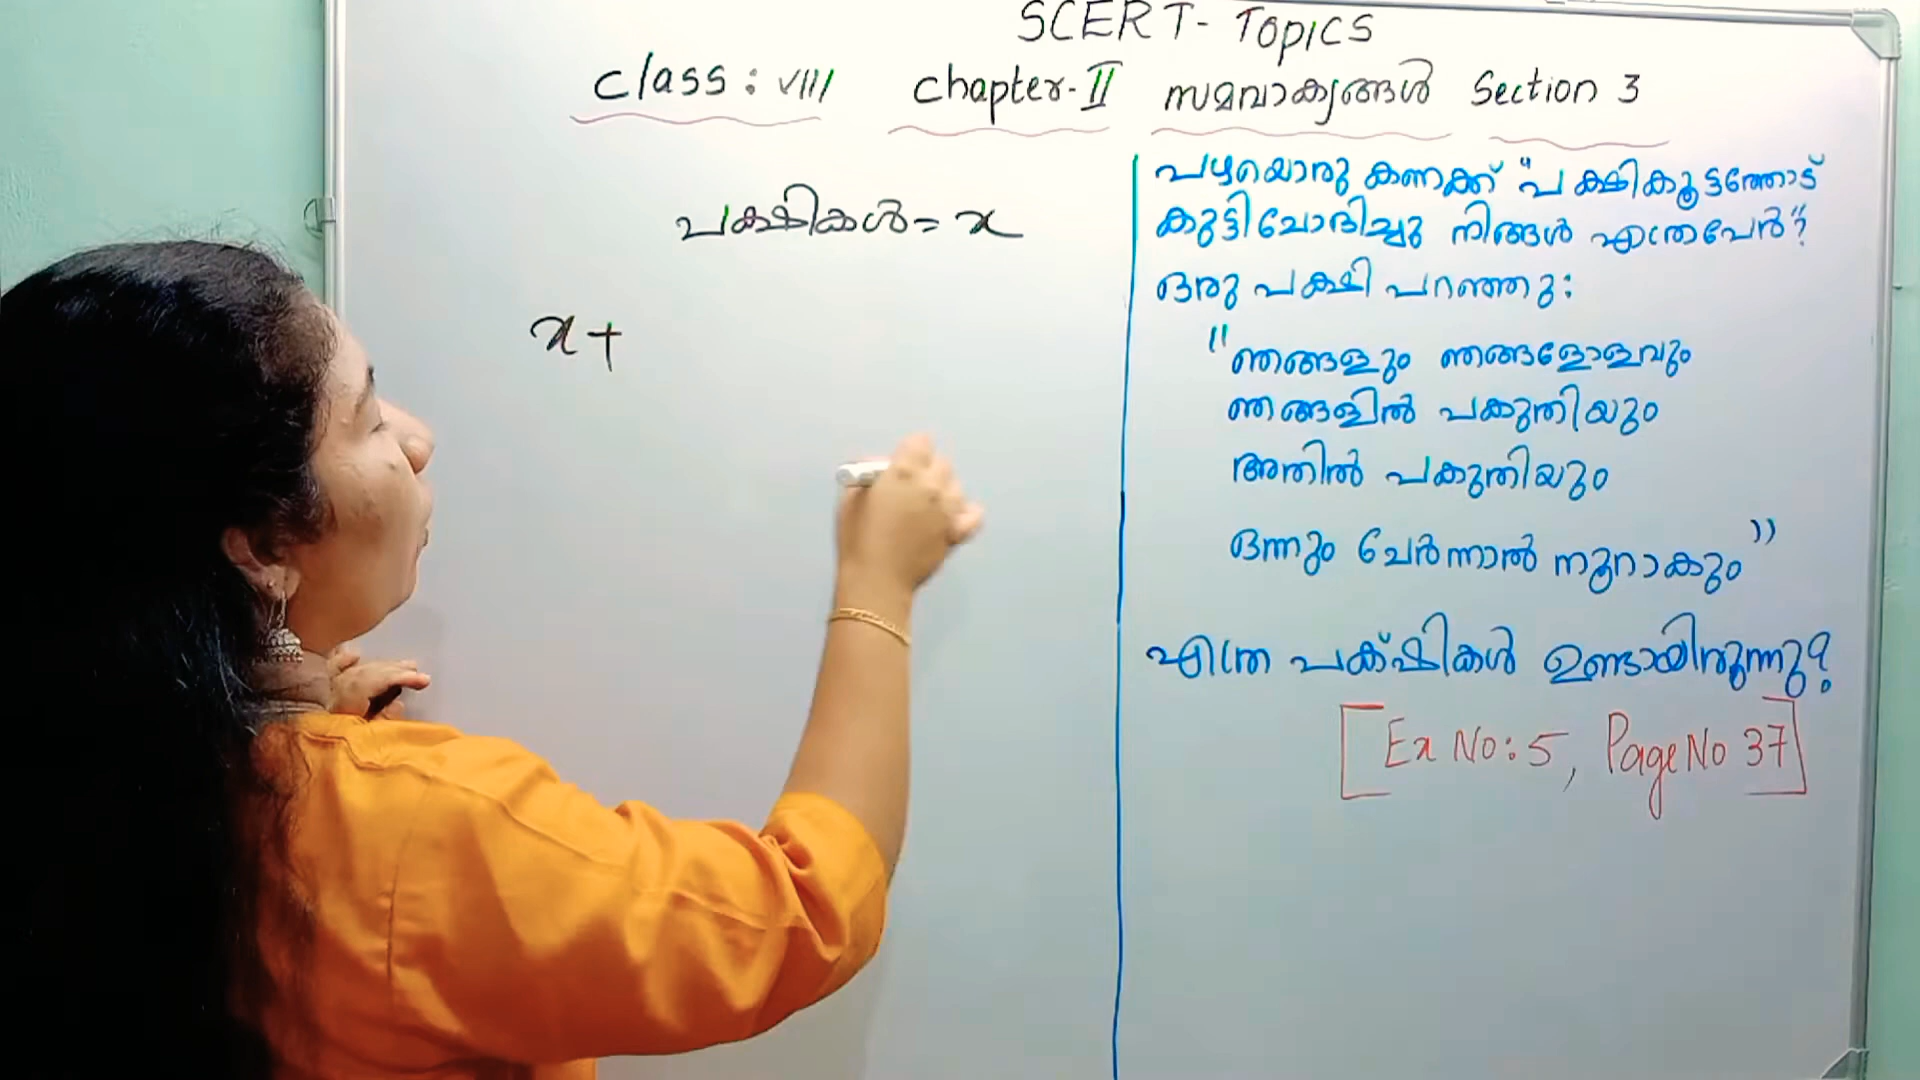 SCERT- Topics
Class: VIII Chapter-II സമവാക്യങ്ങൾ Section 3
പക്ഷികൾ= x
x+
പഴയൊരു കണക്ക് "പക്ഷികൂട്ടത്തോട്
കുട്ടിചോദിച്ചു നിങ്ങൾ എത്രപേർ"?
ഒരു പക്ഷി പറഞ്ഞു:
"ഞങ്ങളും ഞങ്ങളോളവും
ഞങ്ങളിൽ പകുതിയും
അതിൽ പകുതിയും
ഒന്നും ചേർന്നാൽ നൂറാകും"
എത്ര പക്ഷികൾ ഉണ്ടായിരുന്നു?
[Ex No:5, Page No 37]